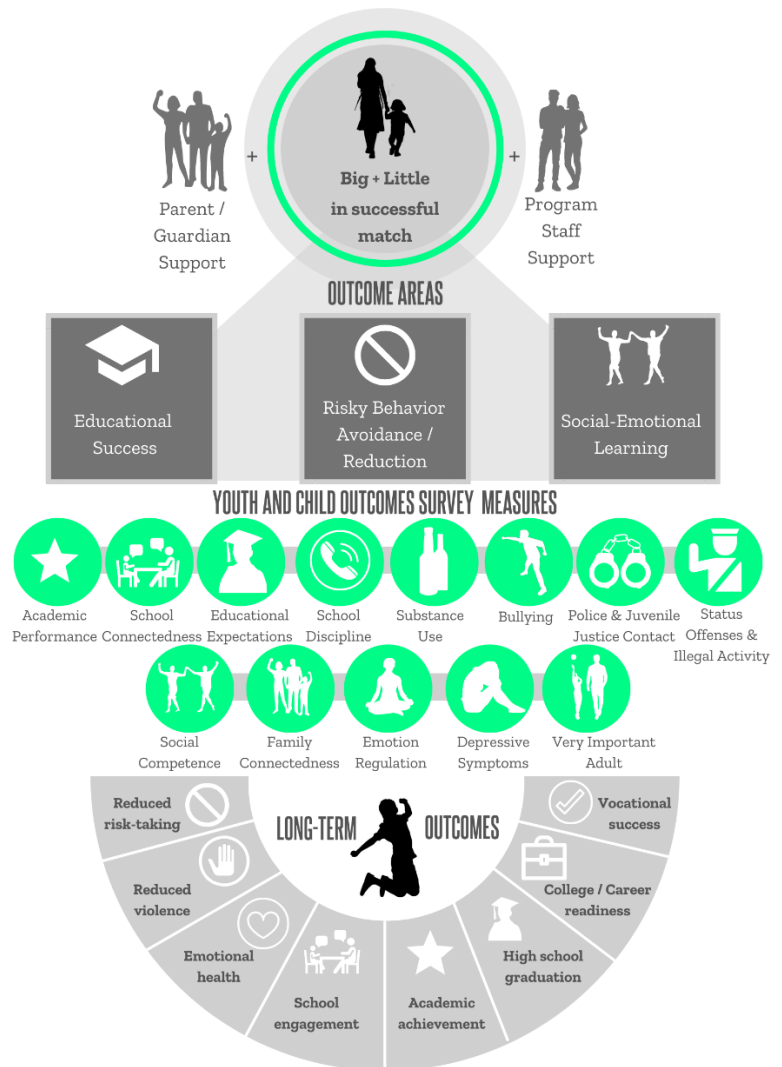 +
+
Big + Little
in successful
match
Parent /
Guardian
Support
Program
Staff
Support
OUTCOME AREAS
Educational
Success
Risky Behavior
Avoidance /
Reduction
Social-Emotional
Learning
YOUTH AND CHILD OUTCOMES SURVEY MEASURES
Academic
Performance
School
Connectedness
Educational
Expectations
School
Discipline
Substance
Use
Bullying
Police & Juvenile
Justice Contact
Status
Offenses &
Illegal Activity
Social
Competence
Family
Connectedness
Emotion
Regulation
Depressive
Symptoms
Very Important
Adult
LONG-TERM OUTCOMES
Reduced
risk-taking
Reduced
violence
Emotional
health
School
engagement
Academic
achievement
High school
graduation
College / Career
readiness
Vocational
success